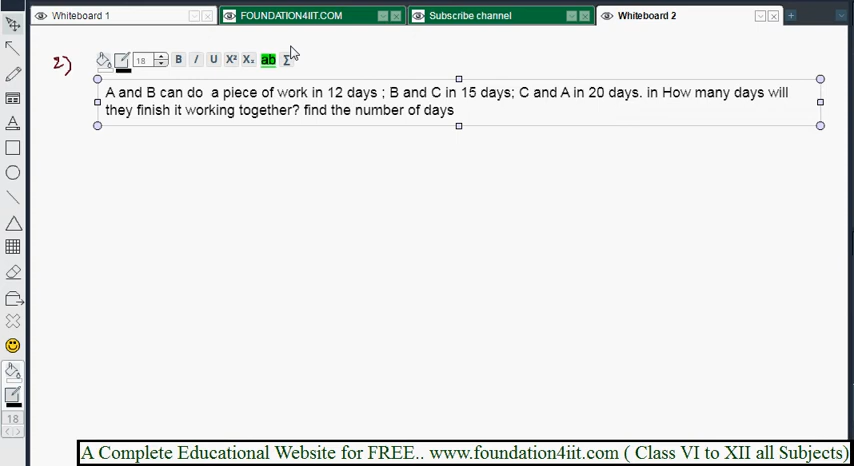 Whiteboard 1 FOUNDATION4IIT.COM Subscribe channel Whiteboard 2
2) 18 B I U X² X₂ ab Σ
A and B can do a piece of work in 12 days ; B and C in 15 days; C and A in 20 days. in How many days will
they finish it working together? find the number of days
18
A Complete Educational Website for FREE.. www.foundation4iit.com ( Class VI to XII all Subjects)